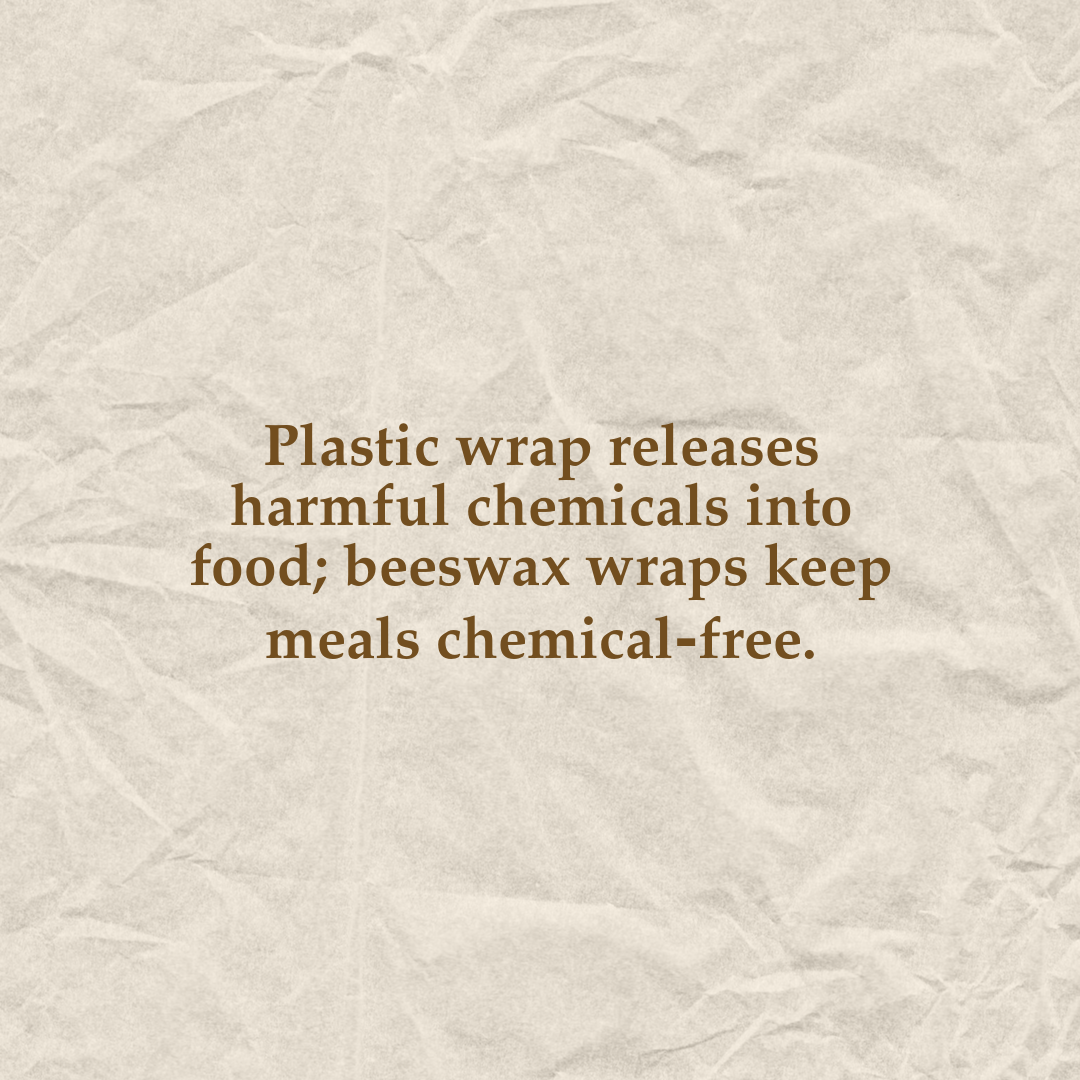 Plastic wrap releases
harmful chemicals into
food; beeswax wraps keep
meals chemical-free.